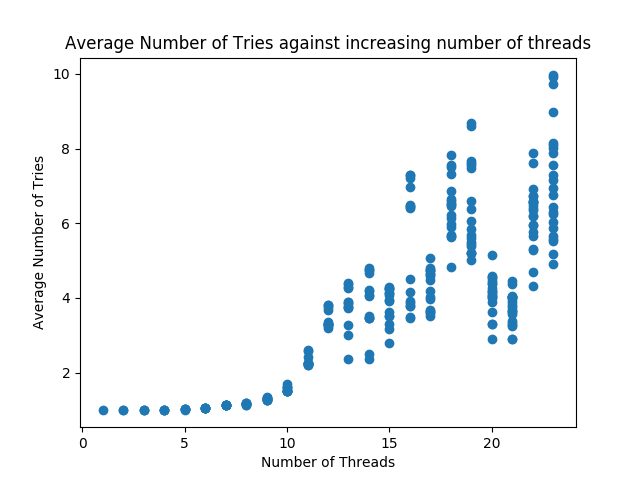 Average Number of Tries against increasing number of threads
10
8
6
4
2
Average Number of Tries
0 5 10 15 20
Number of Threads